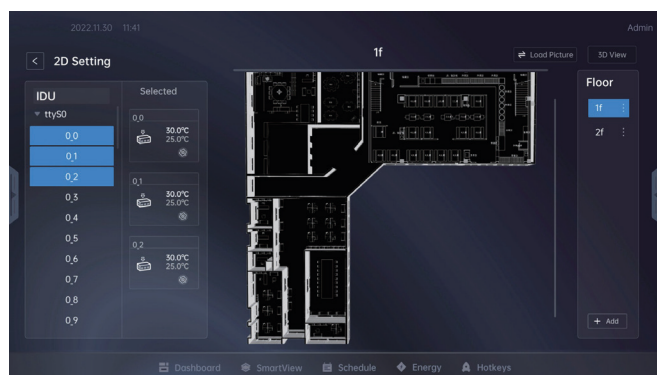 2022.11.30 11:41
Admin
2D Setting
1f
Load Picture
3D View
IDU
ttyS0
0_0
0_1
0_2
0_3
0_4
0_5
0_6
0_7
0_8
0_9
Selected
0_0
0
30.0°C
25.0°C
0_1
30.0°C
25.0°C
0_2
30.0°C
25.0°C
Floor
1f
2f
+ Add
Dashboard
SmartView
Schedule
Energy
Hotkeys